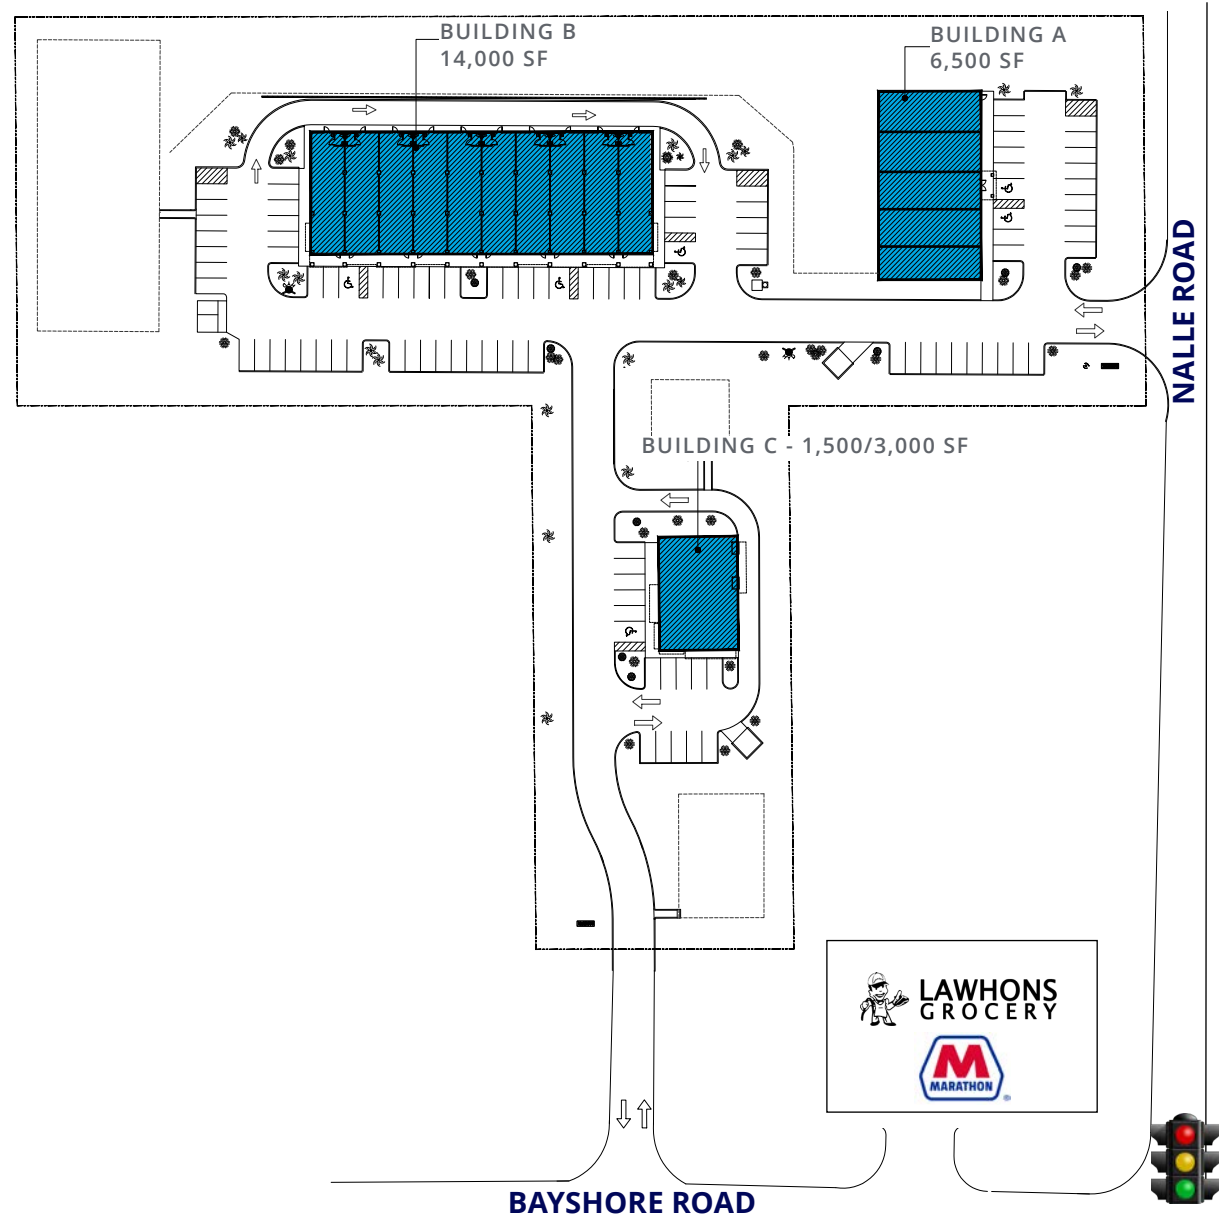 BUILDING B
14,000 SF
BUILDING A
6,500 SF
NALLE ROAD
BUILDING C - 1,500/3,000 SF
LAWHONS
GROCERY
M
MARATHON
®
BAYSHORE ROAD